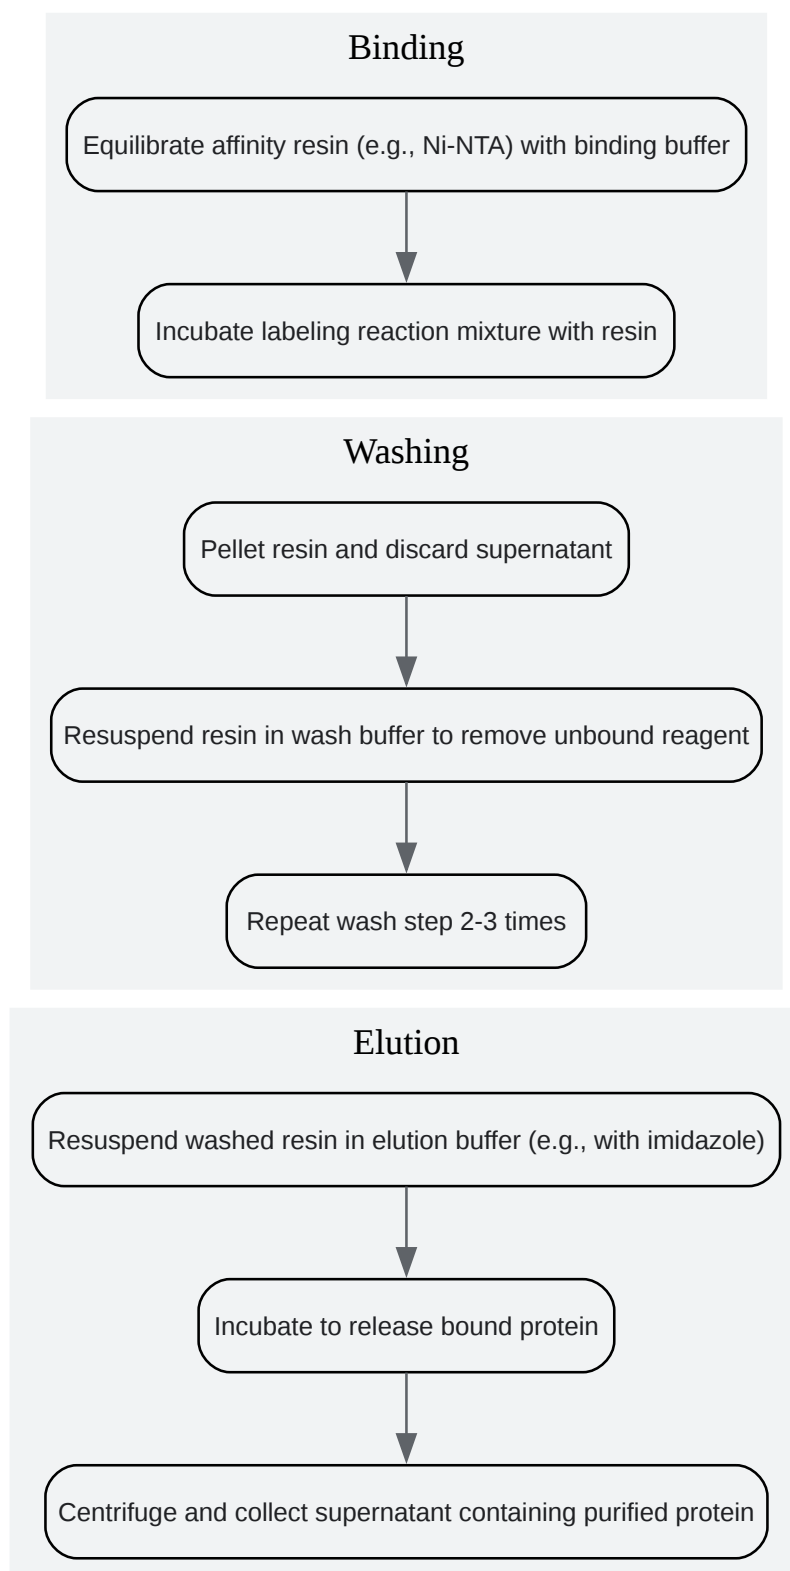 Binding
Equilibrate affinity resin (e.g., Ni-NTA) with binding buffer
Incubate labeling reaction mixture with resin
Washing
Pellet resin and discard supernatant
Resuspend resin in wash buffer to remove unbound reagent
Repeat wash step 2-3 times
Elution
Resuspend washed resin in elution buffer (e.g., with imidazole)
Incubate to release bound protein
Centrifuge and collect supernatant containing purified protein